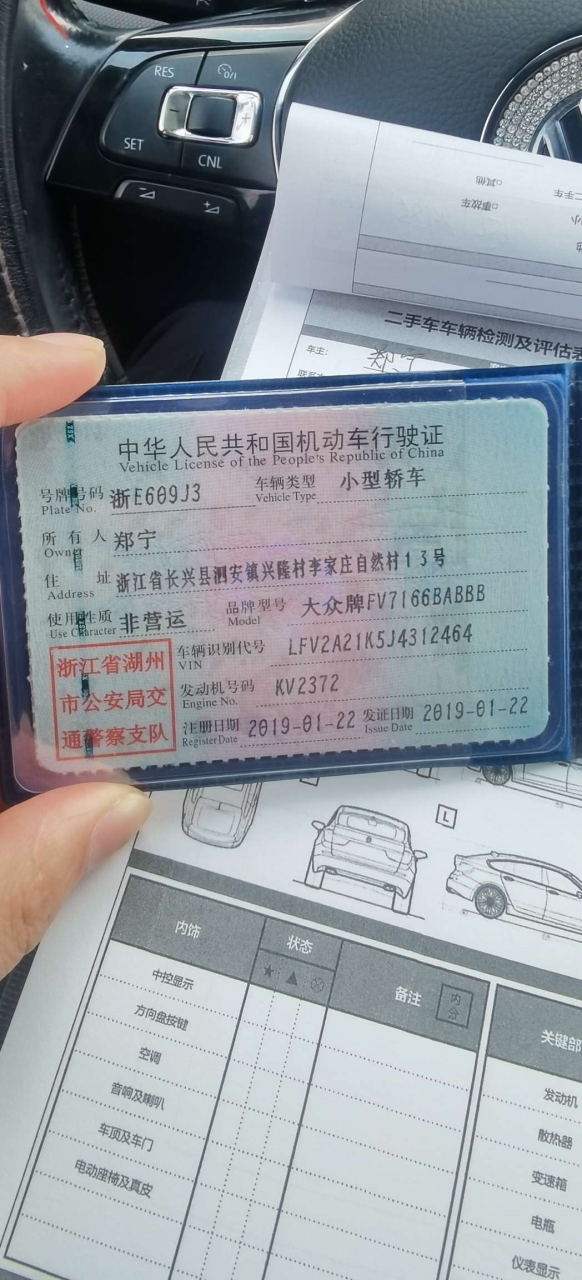 RES
SET
CNL
□其他
二手车
□事故车
小
二手车车辆检测及评估表
车主: 郑宁
中华人民共和国机动车行驶证
Vehicle License of the People's Republic of China
号牌号码 浙E609J3 车辆类型 小型轿车
Plate No. Vehicle Type
所有人 郑宁
Owner
住址 浙江省长兴县泗安镇兴隆村李家庄自然村13号
Address
使用性质 非营运 品牌型号 大众牌FV7166BABBB
Use Character Model
浙江省湖州
市公安局交
通警察支队
车辆识别代号 LFV2A21K5J4312464
VIN
发动机号码 KV2372
Engine No.
注册日期 2019-01-22 发证日期 2019-01-22
Register Date Issue Date
L
内饰 状态 备注 内分 关键部
中控显示
方向盘按键
空调
音响及喇叭
车顶及车门
电动座椅及真皮
发动机
散热器
变速箱
电瓶
仪表显示